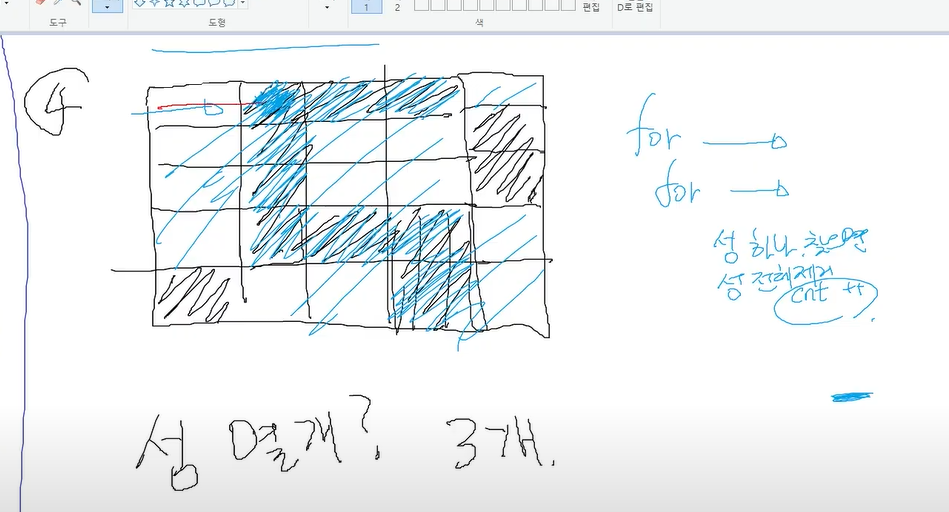 1
2
편집
D로 편집
도구
도형
색
4
for
for
섬 하나 찾으면
섬 전체제거
cnt ++
섬 몇개? 3개.